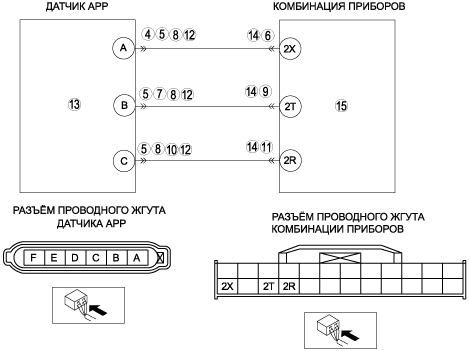 ДАТЧИК APP
КОМБИНАЦИЯ ПРИБОРОВ
A 4 5 8 12 14 6 2X
13 B 5 7 8 12 14 9 2T 15
C 5 8 10 12 14 11 2R
РАЗЪЁМ ПРОВОДНОГО ЖГУТА
ДАТЧИКА APP
РАЗЪЁМ ПРОВОДНОГО ЖГУТА
КОМБИНАЦИИ ПРИБОРОВ
F E D C B A
2X 2T 2R